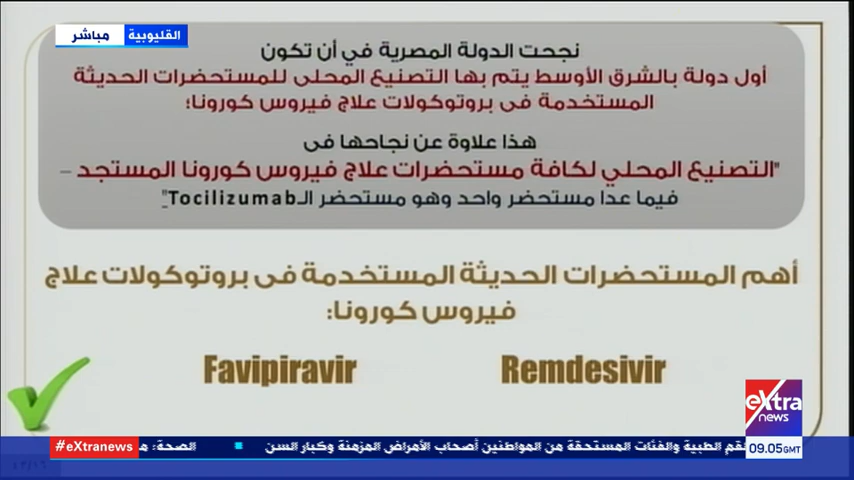 القليوبية مباشر
نجحت الدولة المصرية في أن تكون
أول دولة بالشرق الأوسط يتم بها التصنيع المحلى للمستحضرات الحديثة
المستخدمة فى بروتوكولات علاج فيروس كورونا؛
هذا علاوة عن نجاحها فى
"التصنيع المحلي لكافة مستحضرات علاج فيروس كورونا المستجد –
فيما عدا مستحضر واحد وهو مستحضر الـTocilizumab"
أهم المستحضرات الحديثة المستخدمة فى بروتوكولات علاج
فيروس كورونا:
Favipiravir Remdesivir
eXtra
news
#eXtranews الطبية والفئات المستحقة من المواطنين أصحاب الأمراض المزمنة وكبار السن ■ الصحة:
09.05GMT